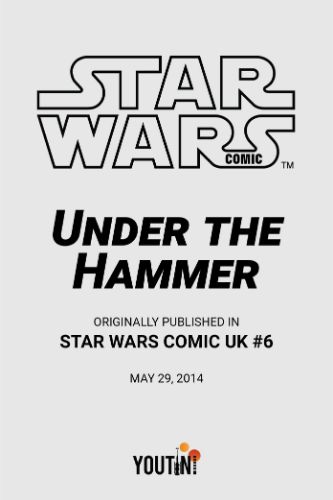 STAR
WARS
COMIC
TM
UNDER THE
HAMMER
ORIGINALLY PUBLISHED IN
STAR WARS COMIC UK #6
MAY 29, 2014
YOUTINI